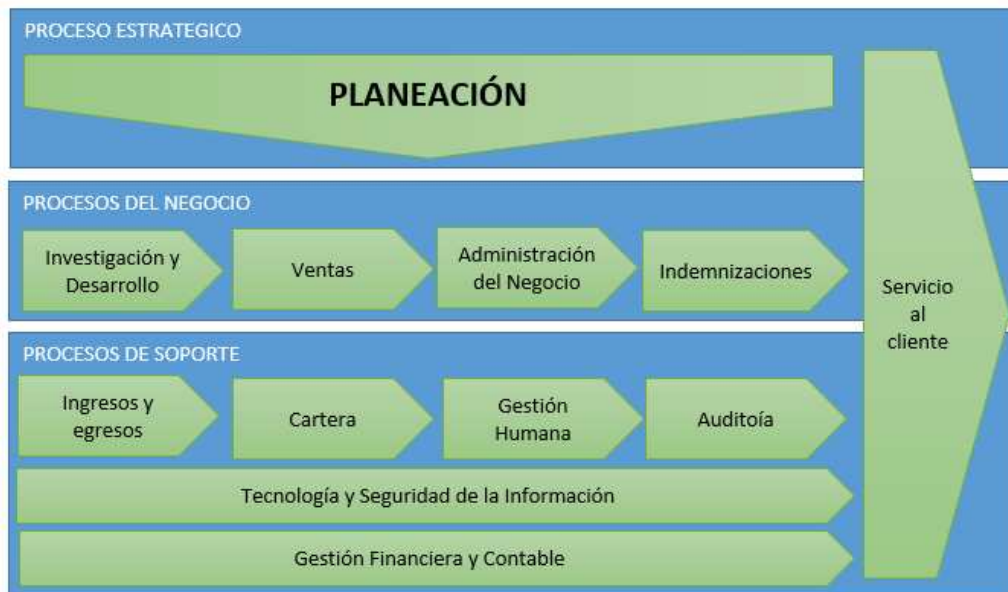 PROCESO ESTRATEGICO
PLANEACIÓN
PROCESOS DEL NEGOCIO
Investigación y
Desarrollo
Ventas
Administración
del Negocio
Indemnizaciones
Servicio
al
cliente
PROCESOS DE SOPORTE
Ingresos y
egresos
Cartera
Gestión
Humana
Auditoía
Tecnología y Seguridad de la Información
Gestión Financiera y Contable